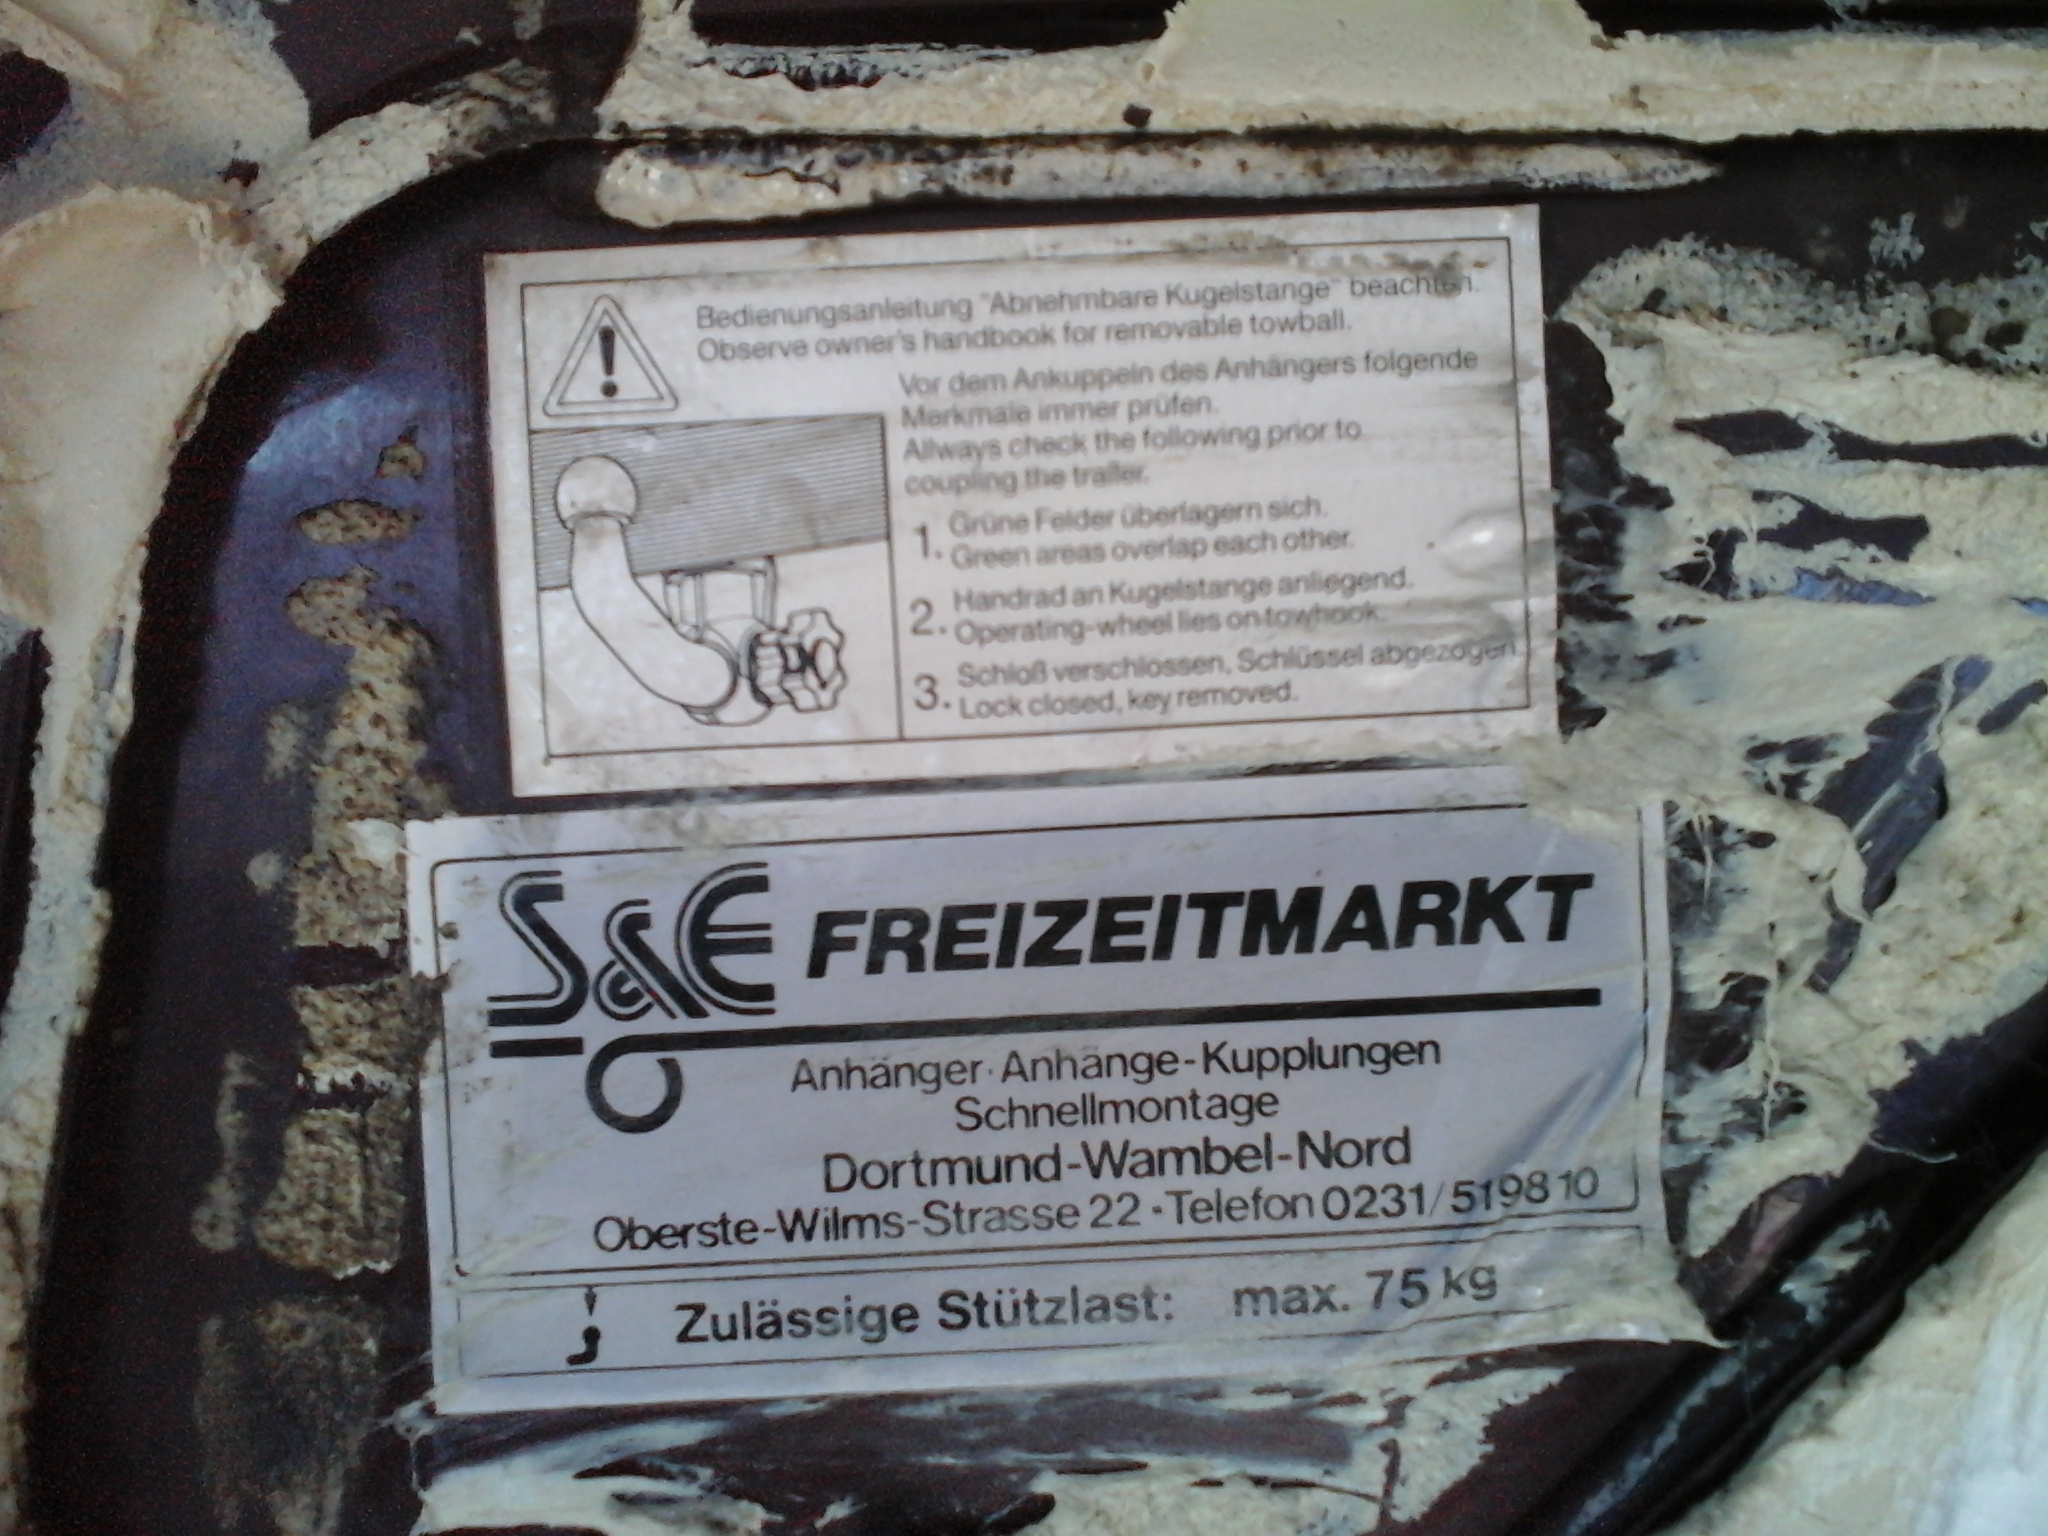 Bedienungsanleitung "Abnehmbare Kugelstange" beachten.
Observe owner's handbook for removable towball.
Vor dem Ankuppeln des Anhängers folgende
Merkmale immer prüfen.
Allways check the following prior to
coupling the trailer.
1. Grüne Felder überlagern sich.
Green areas overlap each other.
2. Handrad an Kugelstange anliegend.
Operating-wheel lies on towhook.
3. Schloß verschlossen, Schlüssel abgezogen
Lock closed, key removed.
S&E FREIZEITMARKT
Anhänger·Anhänge-Kupplungen
Schnellmontage
Dortmund-Wambel-Nord
Oberste-Wilms-Strasse 22 · Telefon 0231/519810
Zulässige Stützlast: max. 75 kg